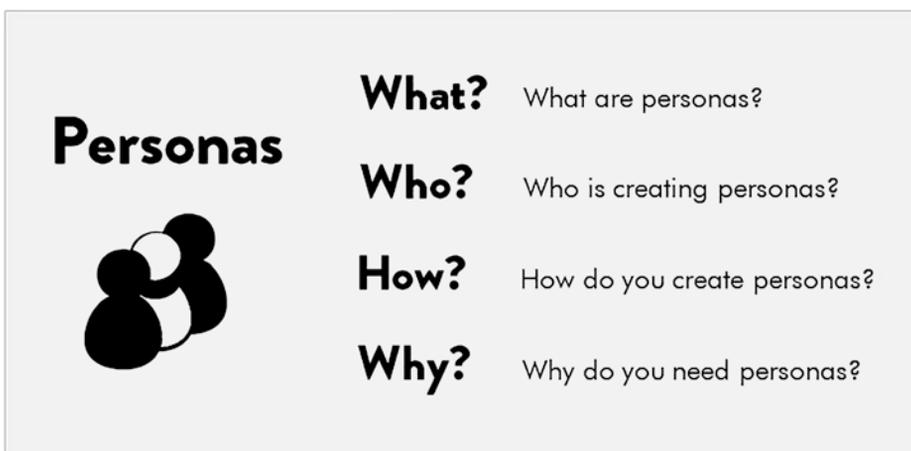 Personas
What? What are personas?
Who? Who is creating personas?
How? How do you create personas?
Why? Why do you need personas?